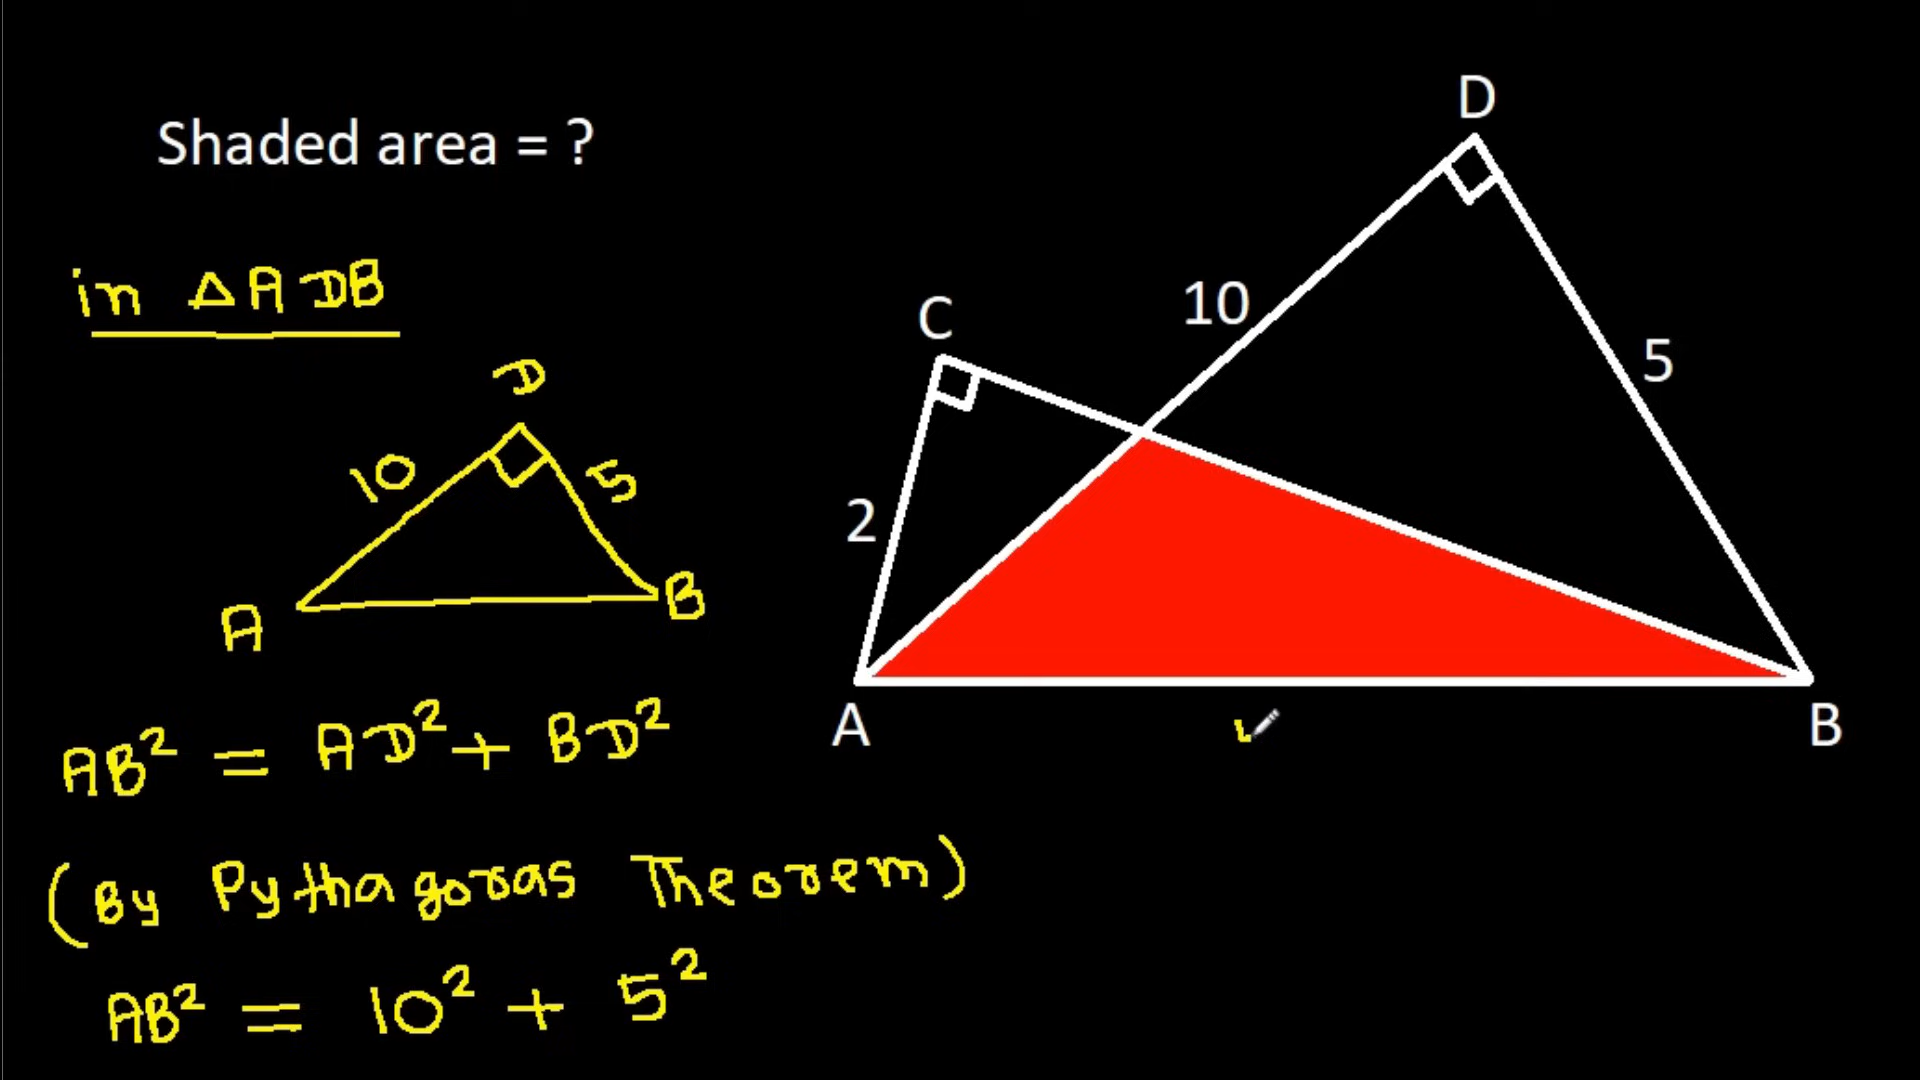 Shaded area = ?
in ΔADB
D
10
5
A
B
AB² = AD² + BD²
(By Pythagoras Theorem)
AB² = 10² + 5²
D
10
C
5
2
A
B